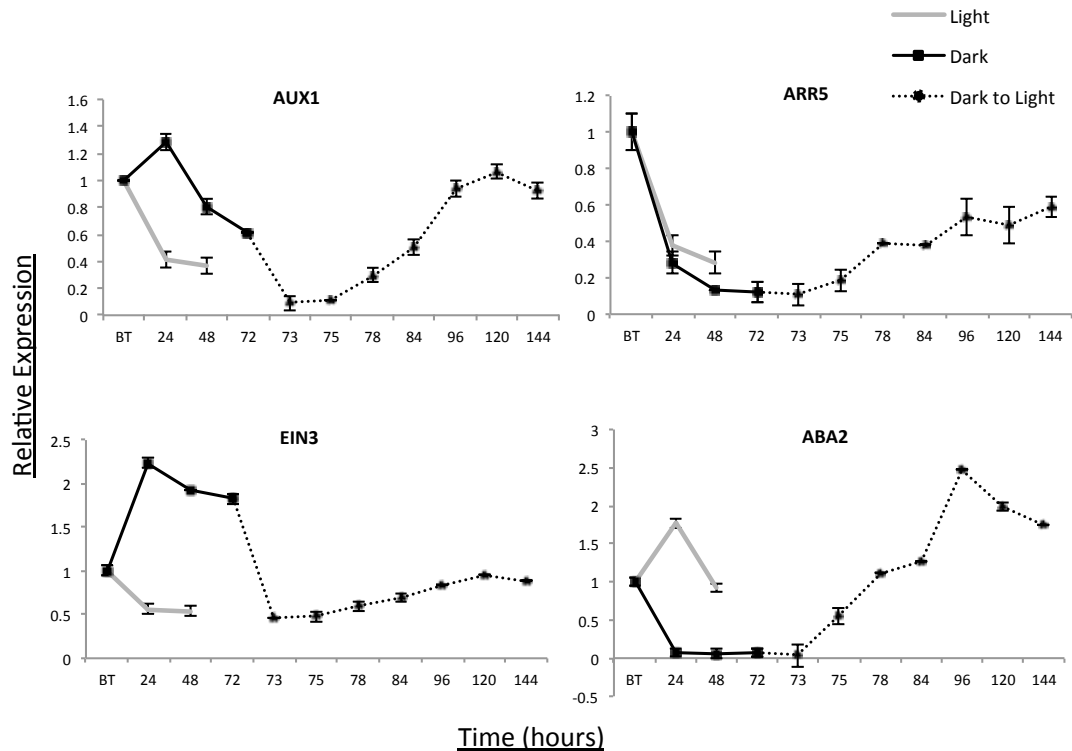 Light
Dark
Dark to Light
AUX1
1.6
1.4
1.2
1
0.8
0.6
0.4
0.2
0
BT 24 48 72 73 75 78 84 96 120 144
ARR5
1.2
1
0.8
0.6
0.4
0.2
0
BT 24 48 72 73 75 78 84 96 120 144
Relative Expression
EIN3
2.5
2
1.5
1
0.5
0
BT 24 48 72 73 75 78 84 96 120 144
ABA2
3
2.5
2
1.5
1
0.5
0
-0.5
BT 24 48 72 73 75 78 84 96 120 144
Time (hours)